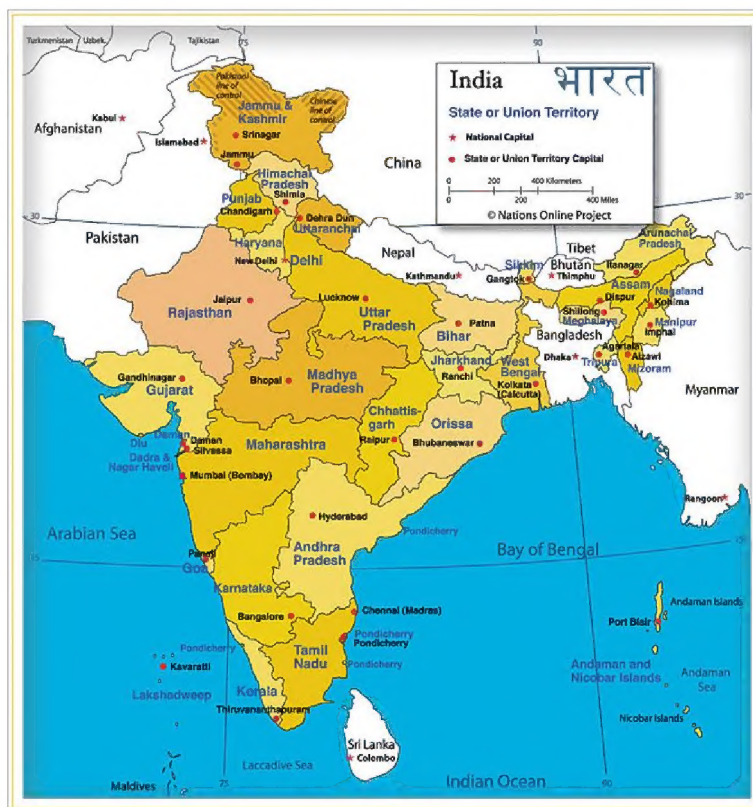 Turkmenistan
Uzbek.
Tajikistan
75
90
Pakistani
line of
control
Chinese
line of
control
Jammu &
Kashmir
Kabul
Afghanistan
Islamabad
Srinagar
Jammu
India भारत
State or Union Territory
National Capital
State or Union Territory Capital
0 200 400 Kilometers
0 200 400 Miles
© Nations Online Project
China
Himachal
Pradesh
Shimla
Punjab
Chandigarh
Dehra Dun
Uttaranchal
30
30
Pakistan
Haryana
New Delhi
Delhi
Nepal
Kathmandu
Tibet
Bhutan
Thimphu
Sikkim
Gangtok
Arunachal
Pradesh
Itanagar
Assam
Dispur
Nagaland
Kohima
Shillong
Meghalaya
Manipur
Imphal
Jaipur
Rajasthan
Lucknow
Uttar
Pradesh
Patna
Bihar
Bangladesh
Dhaka
Agartala
Tripura
Aizawl
Mizoram
Jharkhand
Ranchi
West
Bengal
Kolkata
(Calcutta)
Gandhinagar
Gujarat
Bhopal
Madhya
Pradesh
Chhattis-
garh
Raipur
Orissa
Bhubaneswar
Myanmar
Daman
Diu
Daman
Silvassa
Dadra &
Nagar Haveli
Maharashtra
Mumbai (Bombay)
Hyderabad
Rangoon
Arabian Sea
Pondicherry
Andhra
Pradesh
Bay of Bengal
Panaji
Goa
15
15
Karnataka
Bangalore
Chennai (Madras)
Andaman Islands
Port Blair
Pondicherry
Kavaratti
Pondicherry
Pondicherry
Tamil
Nadu
Pondicherry
Lakshadweep
Kerala
Thiruvananthapuram
Andaman and
Nicobar Islands
Andaman
Sea
Nicobar Islands
Sri Lanka
Colombo
Laccadive Sea
Maldives
75
Indian Ocean
90